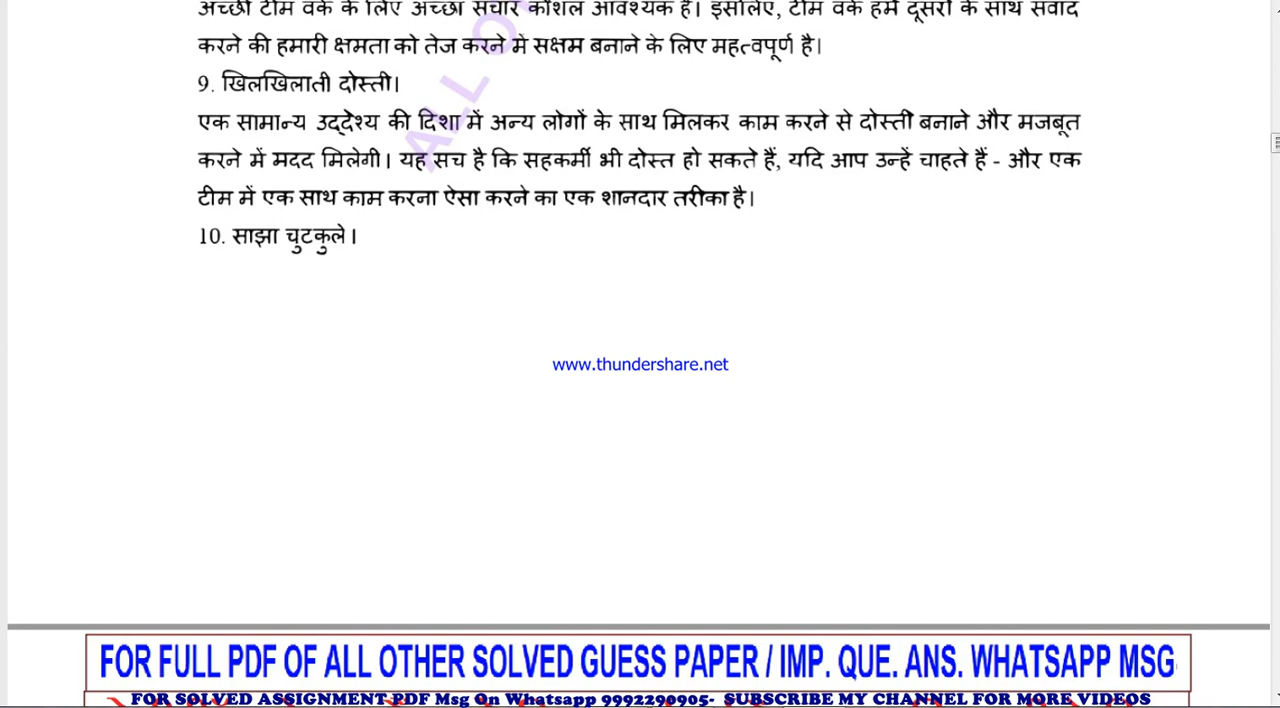 अच्छी टीम वर्क के लिए अच्छा संचार कौशल आवश्यक है। इसलिए, टीम वर्क हमें दूसरों के साथ संवाद
करने की हमारी क्षमता को तेज करने में सक्षम बनाने के लिए महत्वपूर्ण है।
9. खिलखिलाती दोस्ती।
एक सामान्य उद्देश्य की दिशा में अन्य लोगों के साथ मिलकर काम करने से दोस्ती बनाने और मजबूत
करने में मदद मिलेगी। यह सच है कि सहकर्मी भी दोस्त हो सकते हैं, यदि आप उन्हें चाहते हैं - और एक
टीम में एक साथ काम करना ऐसा करने का एक शानदार तरीका है।
10. साझा चुटकुले।
www.thundershare.net
FOR FULL PDF OF ALL OTHER SOLVED GUESS PAPER / IMP. QUE. ANS. WHATSAPP MSG
FOR SOLVED ASSIGNMENT PDF Msg On Whatsapp 9992290905- SUBSCRIBE MY CHANNEL FOR MORE VIDEOS